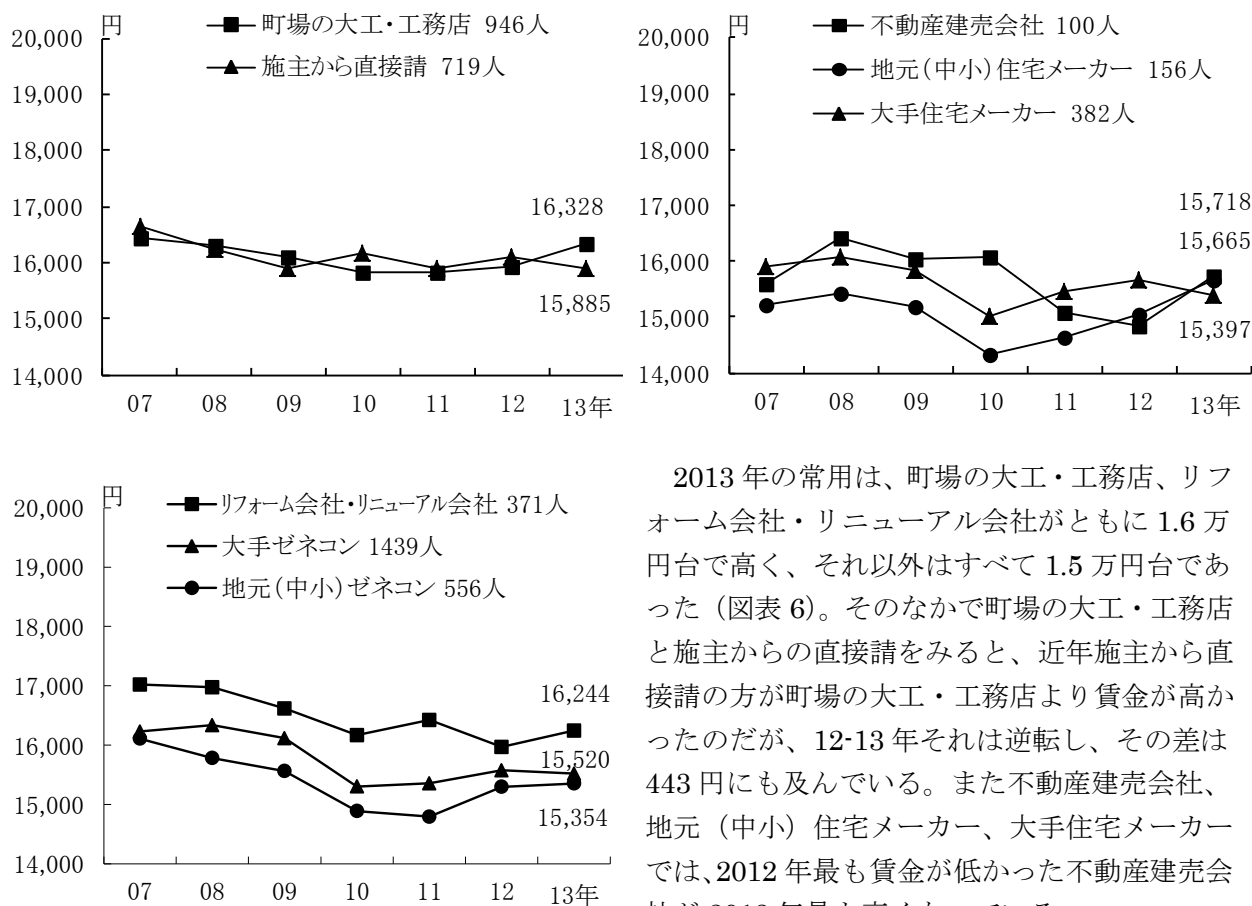 円
町場の大工・工務店 946人
施主から直接請 719人
20,000
19,000
18,000
17,000
16,000
15,000
14,000
16,328
15,885
07 08 09 10 11 12 13年
円
不動産建売会社 100人
地元(中小)住宅メーカー 156人
大手住宅メーカー 382人
20,000
19,000
18,000
17,000
16,000
15,000
14,000
15,718
15,665
15,397
07 08 09 10 11 12 13年
円
リフォーム会社・リニューアル会社 371人
大手ゼネコン 1439人
地元(中小)ゼネコン 556人
20,000
19,000
18,000
17,000
16,000
15,000
14,000
16,244
15,520
15,354
07 08 09 10 11 12 13年
2013 年の常用は、町場の大工・工務店、リフ
ォーム会社・リニューアル会社がともに 1.6 万
円台で高く、それ以外はすべて 1.5 万円台であ
った（図表 6)。そのなかで町場の大工・工務店
と施主からの直接請をみると、近年施主から直
接請の方が町場の大工・工務店より賃金が高か
ったのだが、12-13 年それは逆転し、その差は
443 円にも及んでいる。また不動産建売会社、
地元（中小）住宅メーカー、大手住宅メーカー
では、2012 年最も賃金が低かった不動産建売会